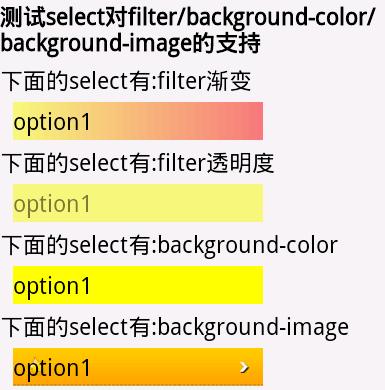 测试select对filter/background-color/
background-image的支持
下面的select有:filter渐变
option1
下面的select有:filter透明度
option1
下面的select有:background-color
option1
下面的select有:background-image
option1